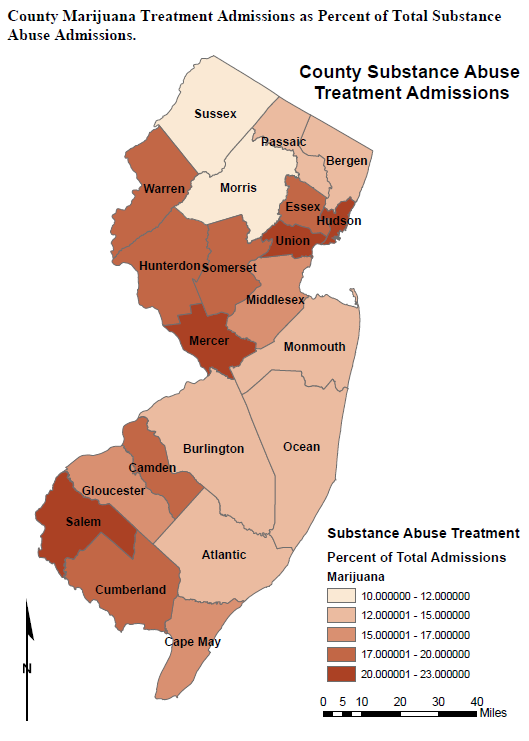 County Marijuana Treatment Admissions as Percent of Total Substance
Abuse Admissions.
County Substance Abuse
Treatment Admissions
Sussex
Passaic
Bergen
Warren
Morris
Essex
Hudson
Union
Hunterdon
Somerset
Middlesex
Mercer
Monmouth
Burlington
Ocean
Camden
Gloucester
Salem
Atlantic
Cumberland
Cape May
Substance Abuse Treatment
Percent of Total Admissions
Marijuana
10.000000 - 12.000000
12.000001 - 15.000000
15.000001 - 17.000000
17.000001 - 20.000000
20.000001 - 23.000000
N
0 5 10 20 30 40
Miles